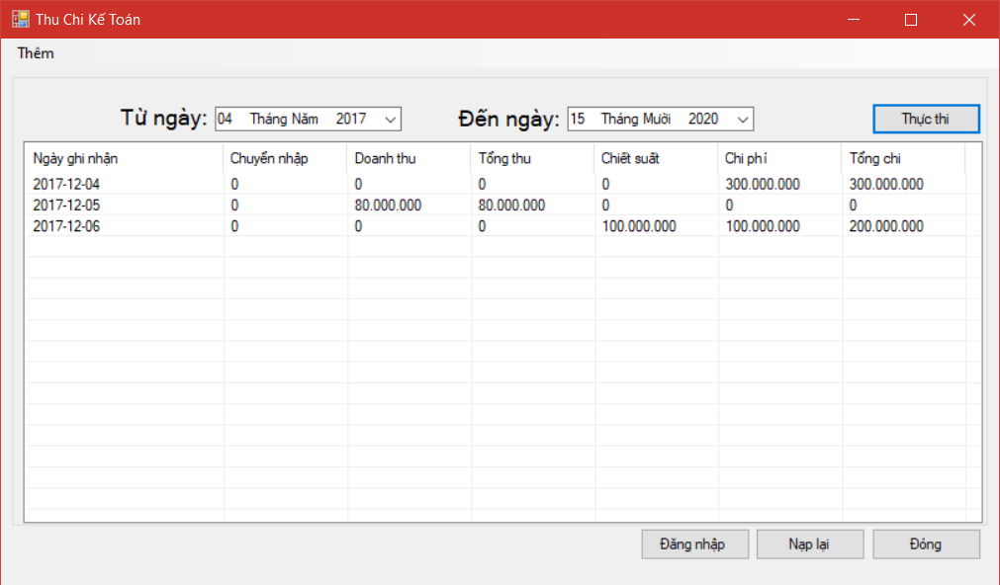 Thu Chi Kế Toán
Thêm
Từ ngày: 04 Tháng Năm 2017 Đến ngày: 15 Tháng Mười 2020 Thực thi
Ngày ghi nhận Chuyển nhập Doanh thu Tổng thu Chiết suất Chi phí Tổng chi
2017-12-04 0 0 0 0 300.000.000 300.000.000
2017-12-05 0 80.000.000 80.000.000 0 0 0
2017-12-06 0 0 0 100.000.000 100.000.000 200.000.000
Đăng nhập Nạp lại Đóng